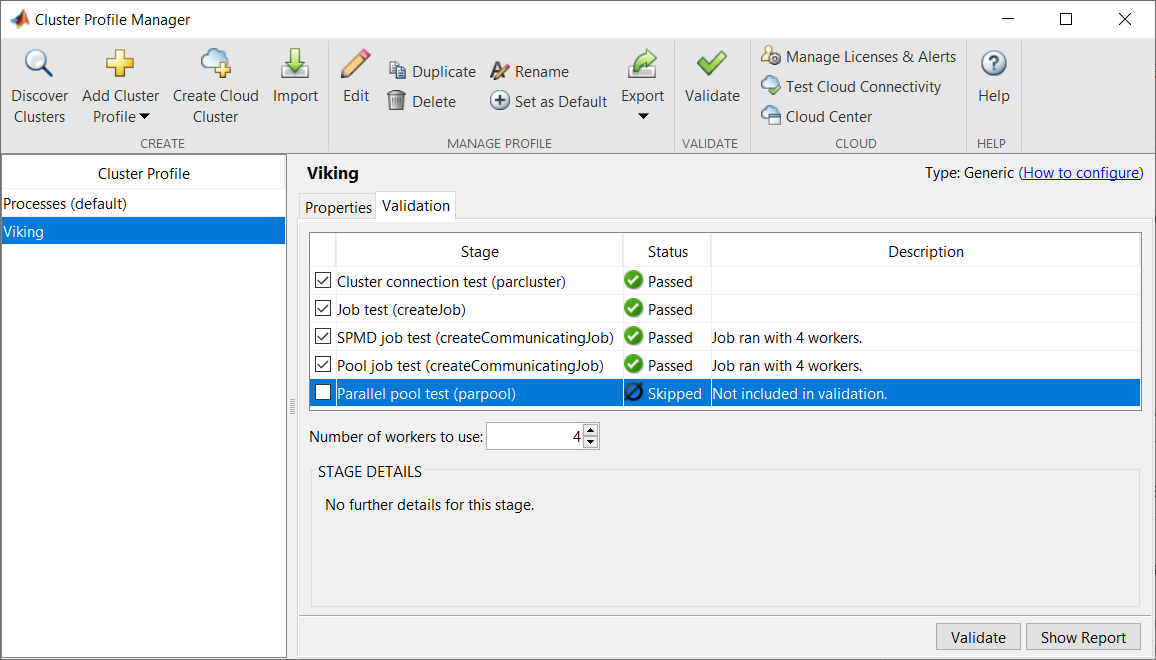 Cluster Profile Manager
Discover Clusters
Add Cluster Profile
Create Cloud Cluster
Import
CREATE
Edit
Duplicate
Delete
Rename
Set as Default
Export
MANAGE PROFILE
Validate
VALIDATE
Manage Licenses & Alerts
Test Cloud Connectivity
Cloud Center
CLOUD
Help
HELP
Cluster Profile
Processes (default)
Viking
Viking
Type: Generic (How to configure)
Properties
Validation
Stage Status Description
Cluster connection test (parcluster) Passed
Job test (createJob) Passed
SPMD job test (createCommunicatingJob) Passed Job ran with 4 workers.
Pool job test (createCommunicatingJob) Passed Job ran with 4 workers.
Parallel pool test (parpool) Skipped Not included in validation.
Number of workers to use: 4
STAGE DETAILS
No further details for this stage.
Validate
Show Report